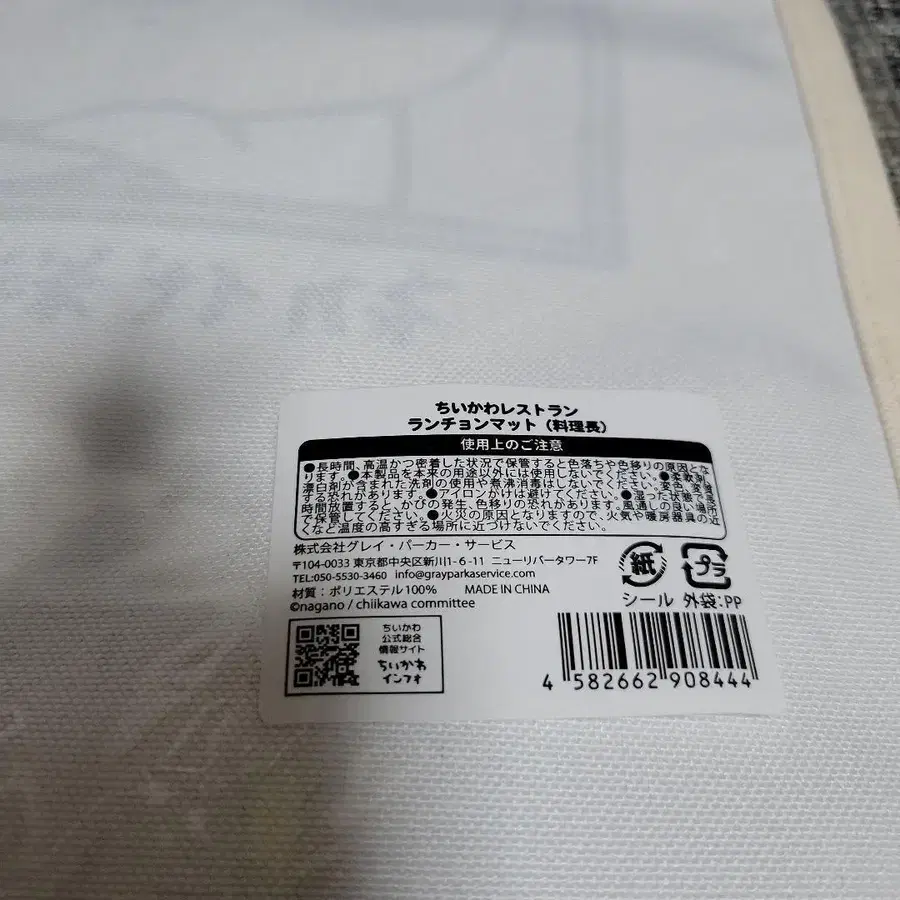 ちいかわレストラン
ランチョンマット（料理長）
使用上のご注意
●長時間、高温かつ密着した状況で保管すると色落ちや色移りの原因とな
ります。●本製品を本来の用途以外には使用しないでください。●柔軟剤、
漂白剤が含まれた洗剤の使用や煮沸消毒はしないでください。●変色、変質
する恐れがあります。●アイロンがけは避けてください。●湿った状態で長
時間放置すると、かびの発生、色移りの恐れがあります。風通しの良い場所
で保管してください。●火災の原因となりますので、火気や暖房器具の近
くなど温度の高すぎる場所に近づけないでください。
株式会社グレイ・パーカー・サービス
〒104-0033 東京都中央区新川1-6-11 ニューリバータワー7F
TEL:050-5530-3460 info@grayparkaservice.com
材質：ポリエステル100% MADE IN CHINA
©nagano / chiikawa committee
紙
プラ
シール 外袋:PP
ちいかわ
公式総合
情報サイト
ちいかわ
インフォ
4 582662 908444